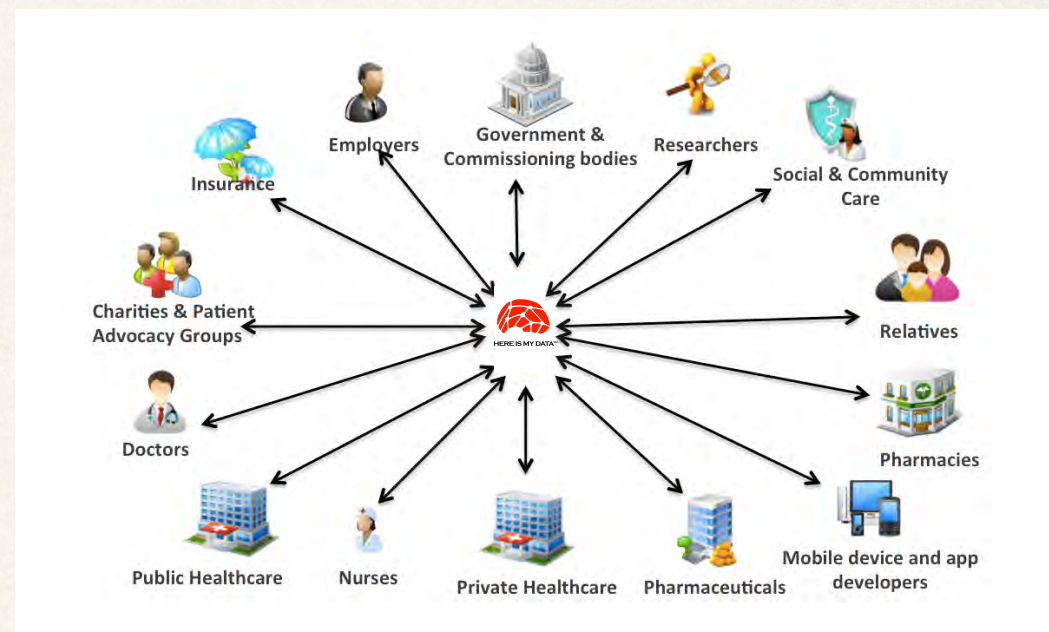 Employers
Government &
Commissioning bodies
Researchers
Insurance
Social & Community
Care
Charities & Patient
Advocacy Groups
HERE IS MY DATA™
Relatives
Doctors
Pharmacies
Public Healthcare
Nurses
Private Healthcare
Pharmaceuticals
Mobile device and app
developers